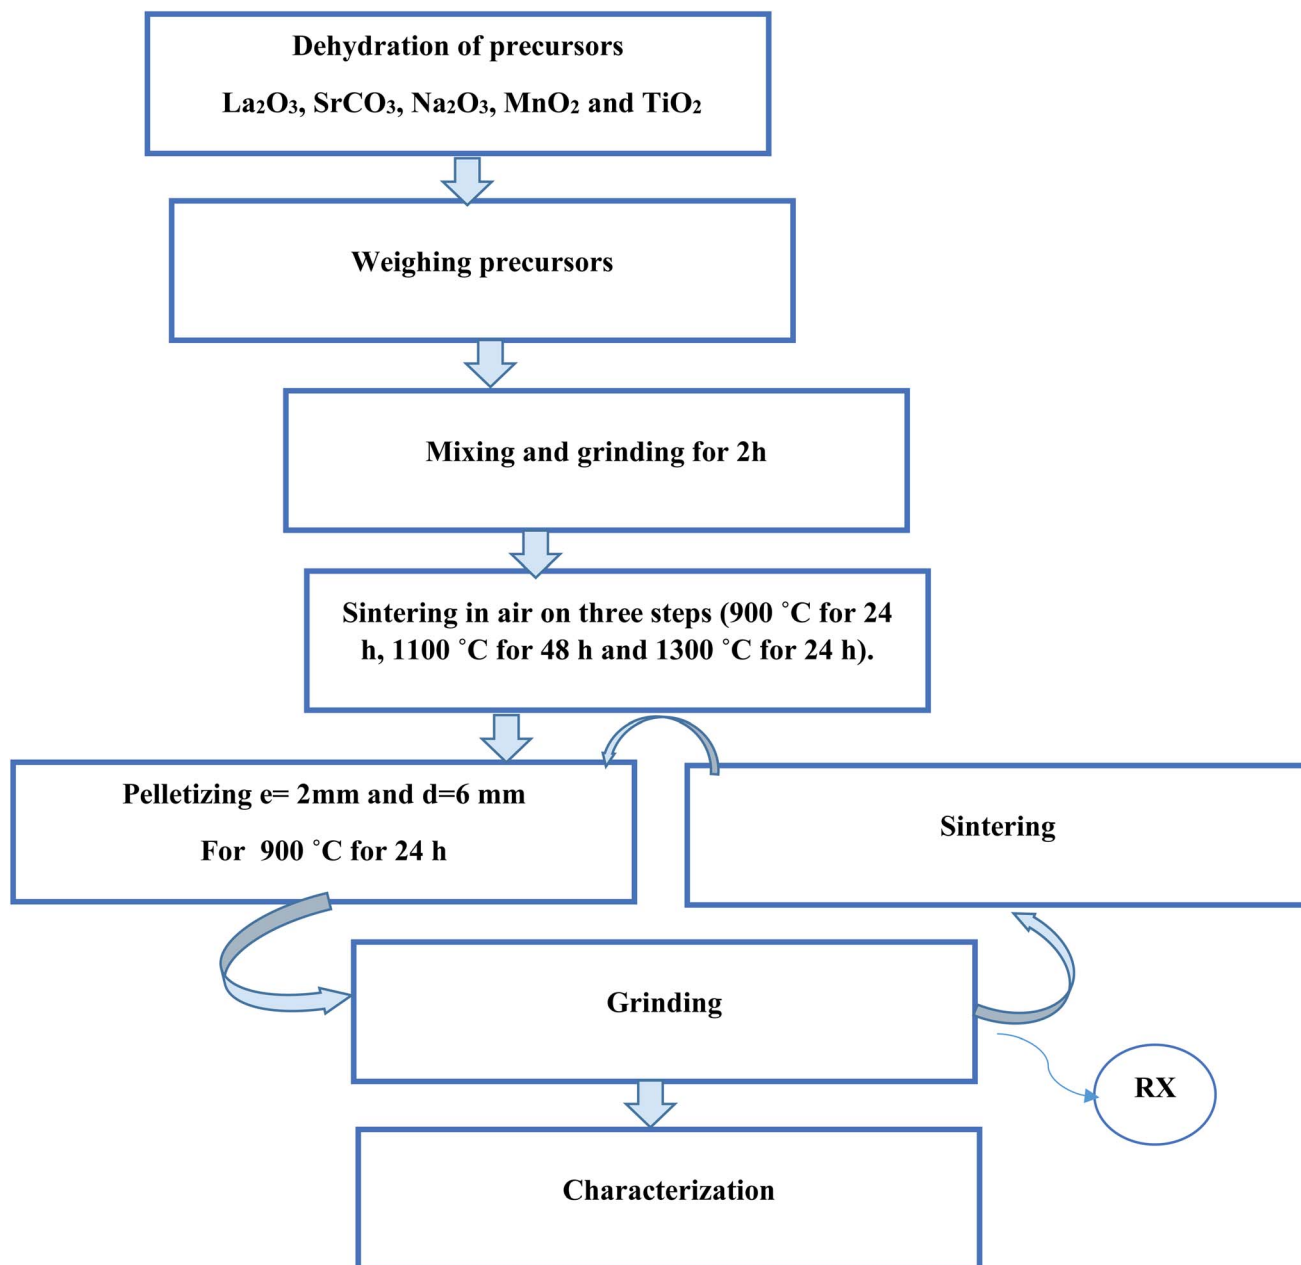 Dehydration of precursors
La₂O₃, SrCO₃, Na₂O₃, MnO₂ and TiO₂
Weighing precursors
Mixing and grinding for 2h
Sintering in air on three steps (900 ˚C for 24
h, 1100 ˚C for 48 h and 1300 ˚C for 24 h).
Pelletizing e= 2mm and d=6 mm
For 900 ˚C for 24 h
Sintering
Grinding
RX
Characterization